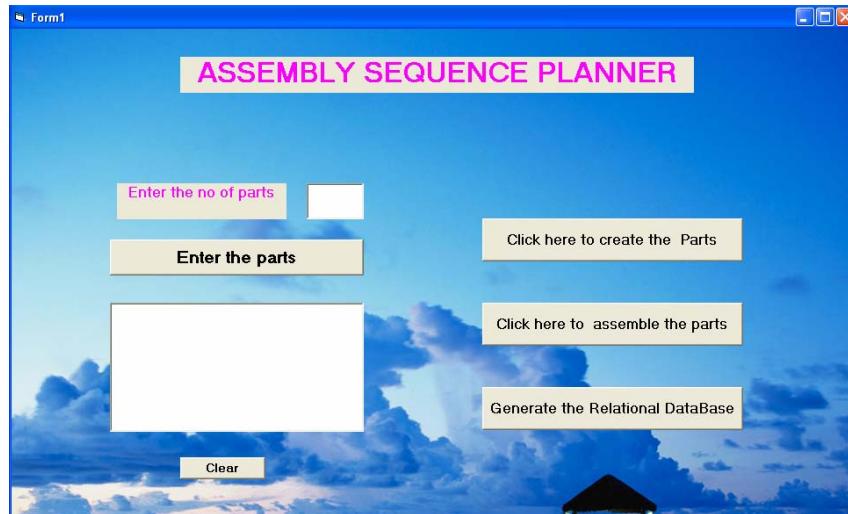 Form1
ASSEMBLY SEQUENCE PLANNER
Enter the no of parts
Enter the parts
Clear
Click here to create the  Parts
Click here to  assemble the parts
Generate the Relational DataBase